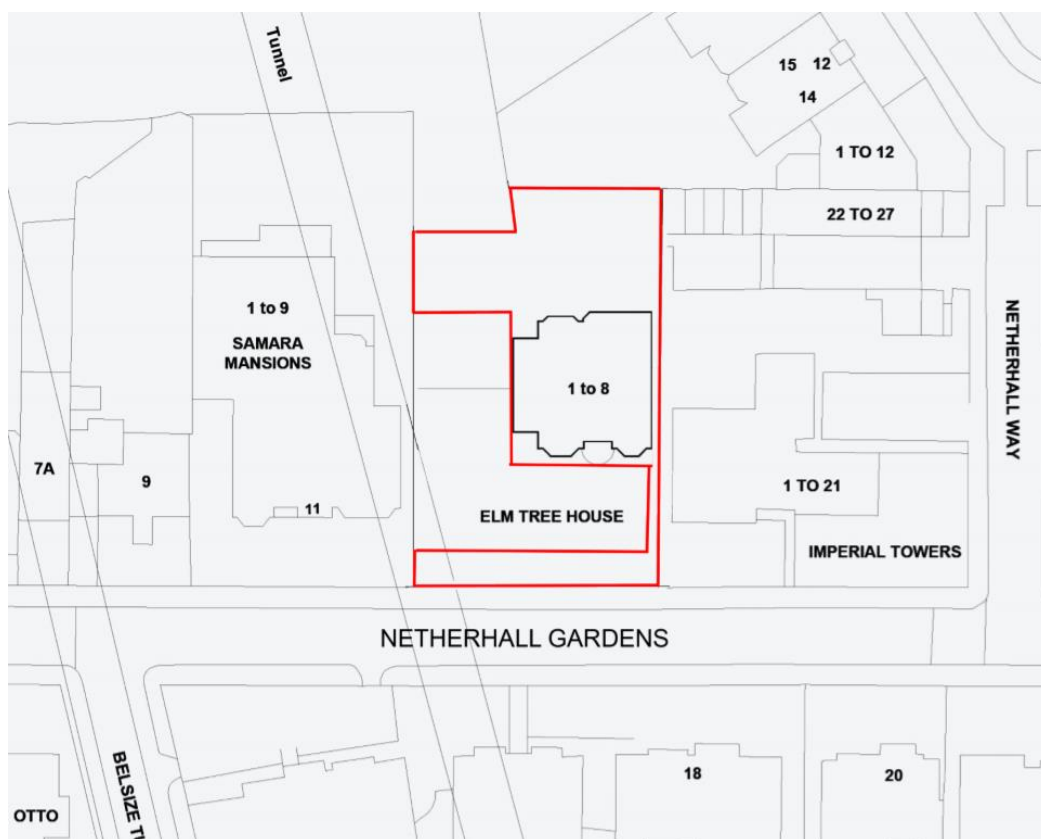 Tunnel
15 12
14
1 TO 12
22 TO 27
1 to 9
SAMARA
MANSIONS
1 to 8
NETHERHALL WAY
7A
9
11
ELM TREE HOUSE
1 TO 21
IMPERIAL TOWERS
NETHERHALL GARDENS
BELSIZE
18
20
OTTO